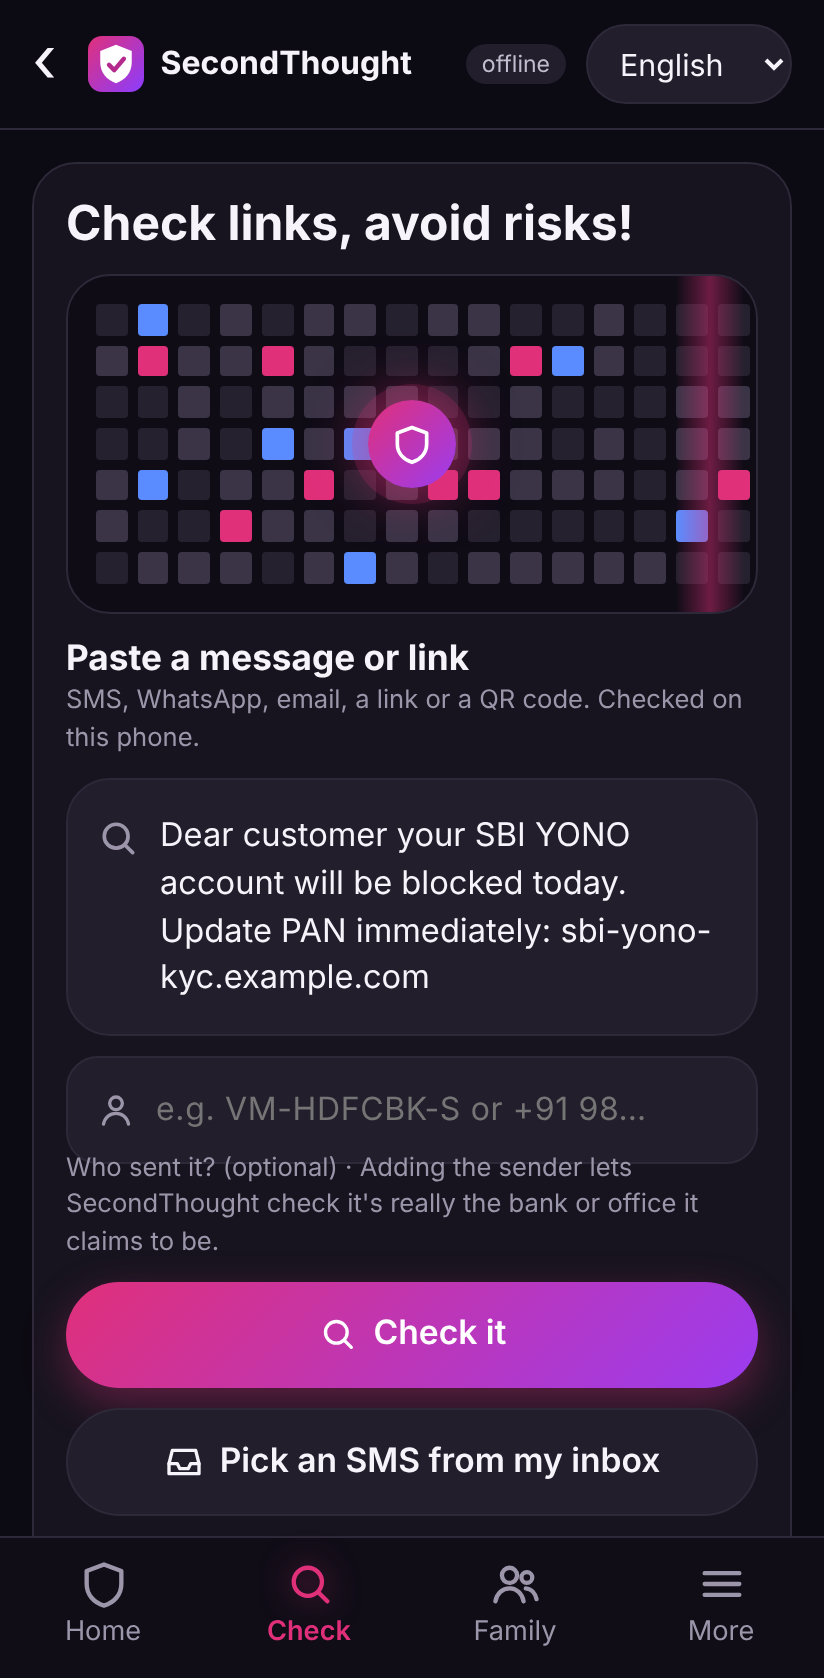 SecondThought
offline
English
Check links, avoid risks!
Paste a message or link
SMS, WhatsApp, email, a link or a QR code. Checked on
this phone.
Dear customer your SBI YONO
account will be blocked today.
Update PAN immediately: sbi-yono-
kyc.example.com
e.g. VM-HDFCBK-S or +91 98...
Who sent it? (optional) · Adding the sender lets
SecondThought check it's really the bank or office it
claims to be.
Check it
Pick an SMS from my inbox
Home
Check
Family
More